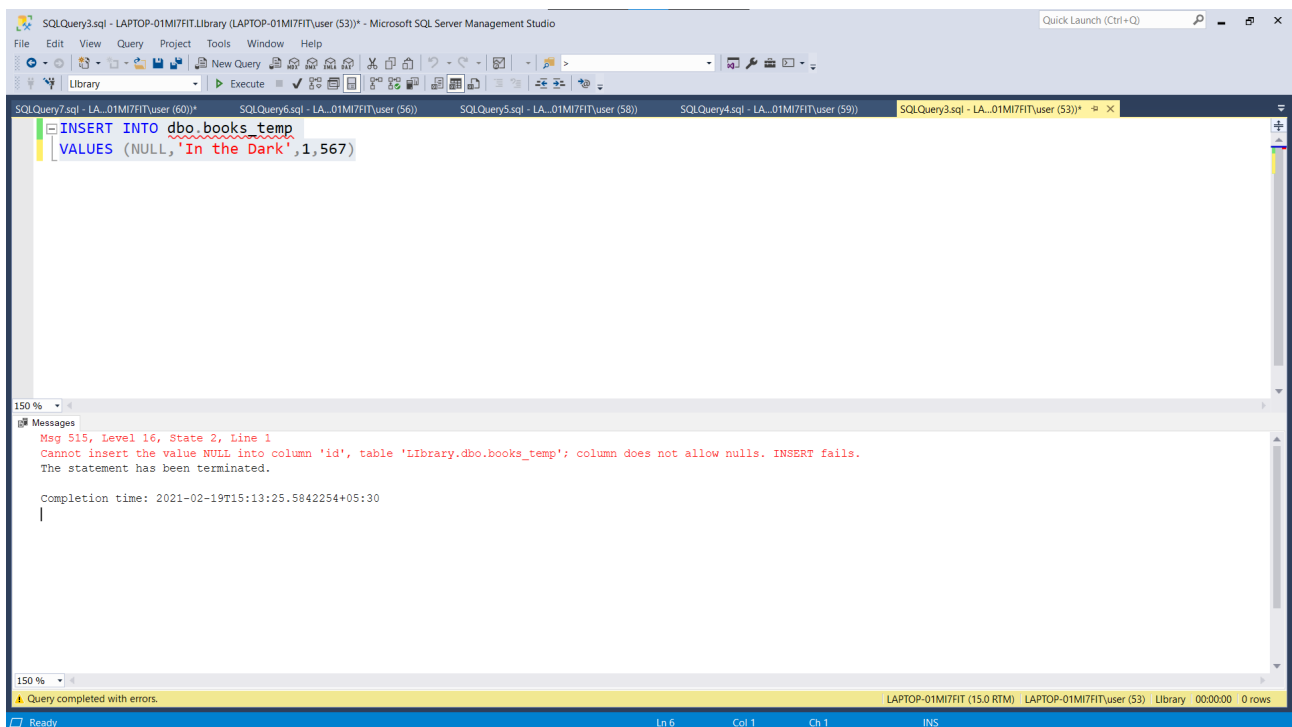 SQLQuery3.sql - LAPTOP-01MI7FIT.LIbrary (LAPTOP-01MI7FIT\user (53))* - Microsoft SQL Server Management Studio
Quick Launch (Ctrl+Q)
File Edit View Query Project Tools Window Help
New Query MDX DMX XMLA DAX >
LIbrary Execute
SQLQuery7.sql - LA...01MI7FIT\user (60))* SQLQuery6.sql - LA...01MI7FIT\user (56)) SQLQuery5.sql - LA...01MI7FIT\user (58)) SQLQuery4.sql - LA...01MI7FIT\user (59)) SQLQuery3.sql - LA...01MI7FIT\user (53))*
INSERT INTO dbo.books_temp
VALUES (NULL,'In the Dark',1,567)
150 %
Messages
Msg 515, Level 16, State 2, Line 1
Cannot insert the value NULL into column 'id', table 'LIbrary.dbo.books_temp'; column does not allow nulls. INSERT fails.
The statement has been terminated.
Completion time: 2021-02-19T15:13:25.5842254+05:30
150 %
Query completed with errors. LAPTOP-01MI7FIT (15.0 RTM) LAPTOP-01MI7FIT\user (53) LIbrary 00:00:00 0 rows
Ready Ln 6 Col 1 Ch 1 INS